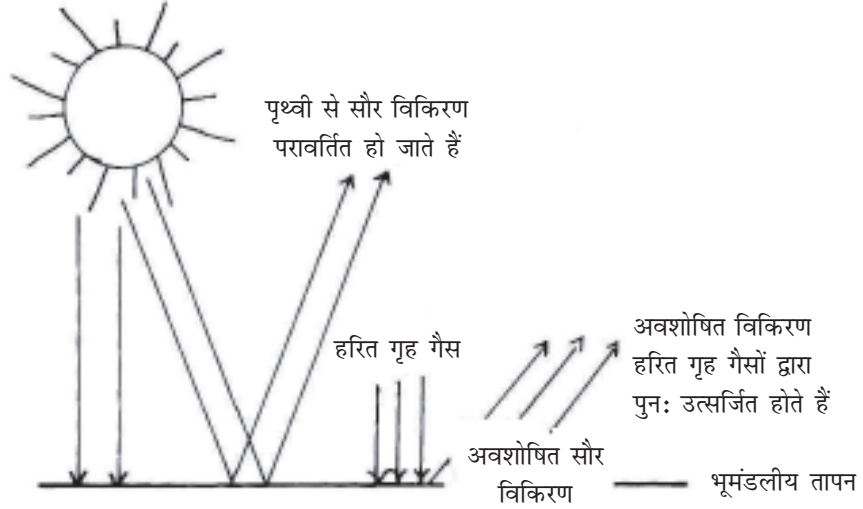 पृथ्वी से सौर विकिरण
परावर्तित हो जाते हैं
हरित गृह गैस
अवशोषित विकिरण
हरित गृह गैसों द्वारा
पुनः उत्सर्जित होते हैं
अवशोषित सौर
विकिरण
भूमंडलीय तापन